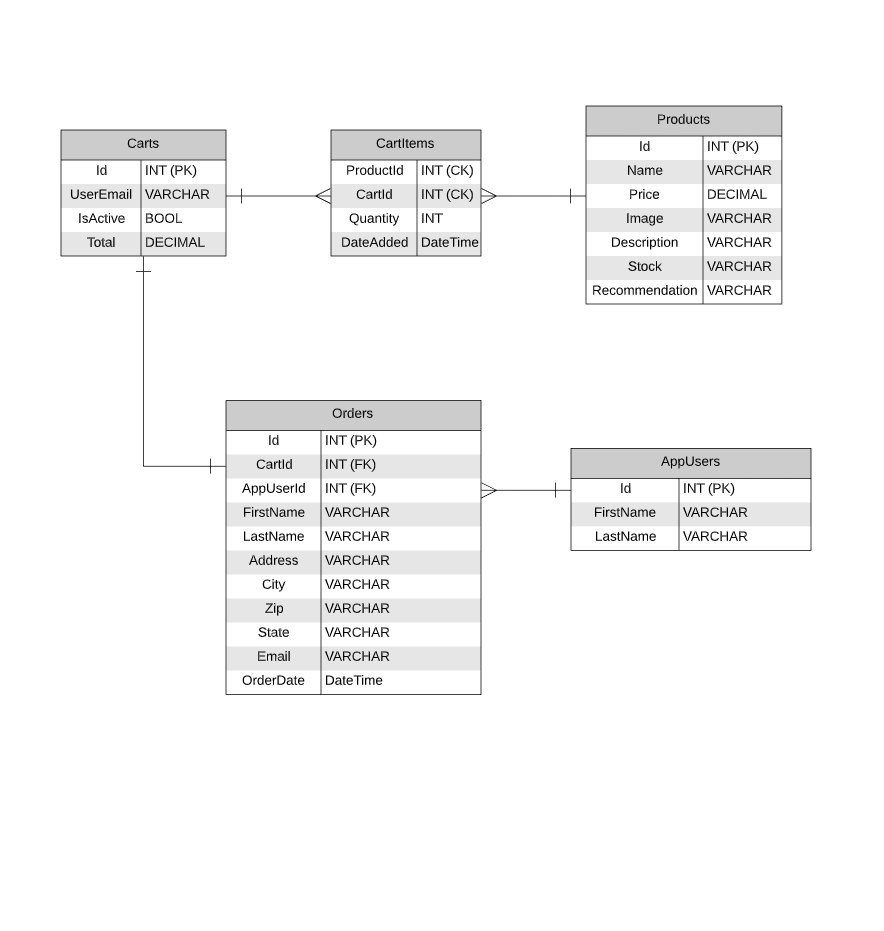 Carts
Id INT (PK)
UserEmail VARCHAR
IsActive BOOL
Total DECIMAL
CartItems
ProductId INT (CK)
CartId INT (CK)
Quantity INT
DateAdded DateTime
Products
Id INT (PK)
Name VARCHAR
Price DECIMAL
Image VARCHAR
Description VARCHAR
Stock VARCHAR
Recommendation VARCHAR
Orders
Id INT (PK)
CartId INT (FK)
AppUserId INT (FK)
FirstName VARCHAR
LastName VARCHAR
Address VARCHAR
City VARCHAR
Zip VARCHAR
State VARCHAR
Email VARCHAR
OrderDate DateTime
AppUsers
Id INT (PK)
FirstName VARCHAR
LastName VARCHAR